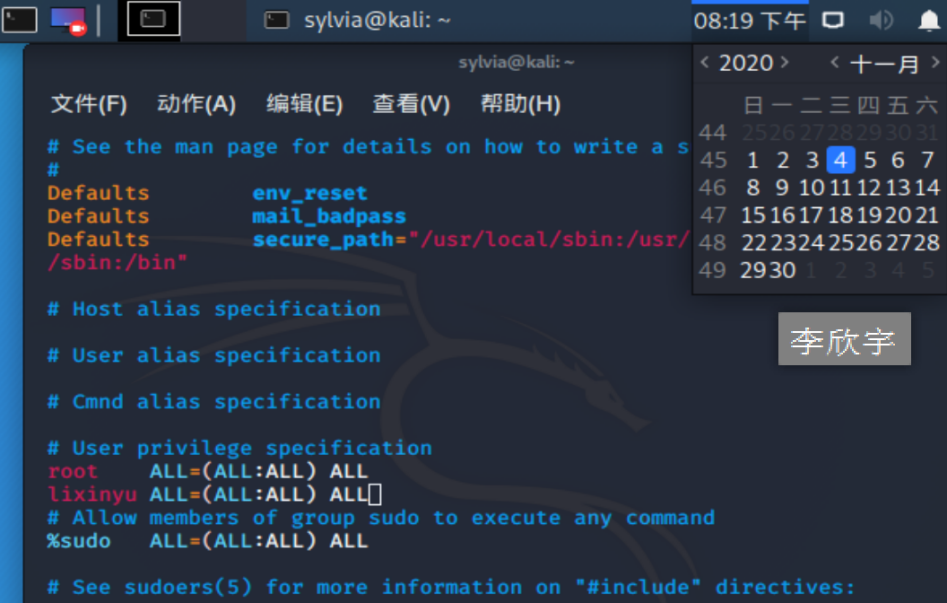 sylvia@kali: ~
08:19 下午
sylvia@kali: ~
文件(F) 动作(A) 编辑(E) 查看(V) 帮助(H)
# See the man page for details on how to write a s
#
Defaults env_reset
Defaults mail_badpass
Defaults secure_path="/usr/local/sbin:/usr/
/sbin:/bin"
# Host alias specification
# User alias specification
# Cmnd alias specification
# User privilege specification
root ALL=(ALL:ALL) ALL
lixinyu ALL=(ALL:ALL) ALL
# Allow members of group sudo to execute any command
%sudo ALL=(ALL:ALL) ALL
# See sudoers(5) for more information on "#include" directives:
< 2020 > < 十一月 >
日 一 二 三 四 五 六
44 25 26 27 28 29 30 31
45 1 2 3 4 5 6 7
46 8 9 10 11 12 13 14
47 15 16 17 18 19 20 21
48 22 23 24 25 26 27 28
49 29 30 1 2 3 4 5
李欣宇